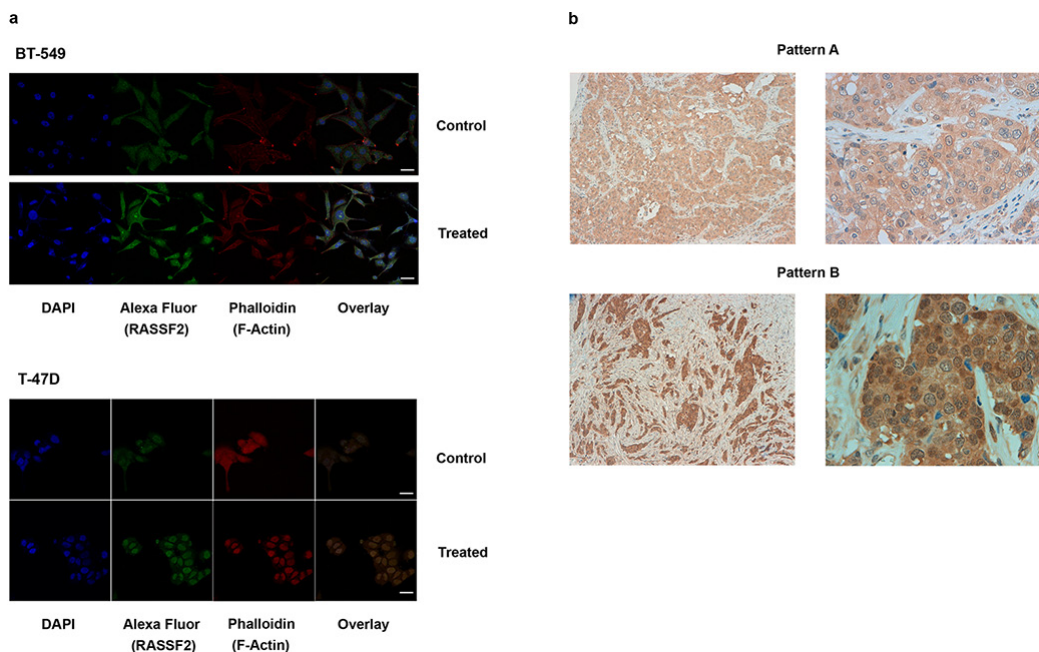 a
BT-549
Control
Treated
DAPI
Alexa Fluor
(RASSF2)
Phalloidin
(F-Actin)
Overlay
T-47D
Control
Treated
DAPI
Alexa Fluor
(RASSF2)
Phalloidin
(F-Actin)
Overlay
b
Pattern A
Pattern B